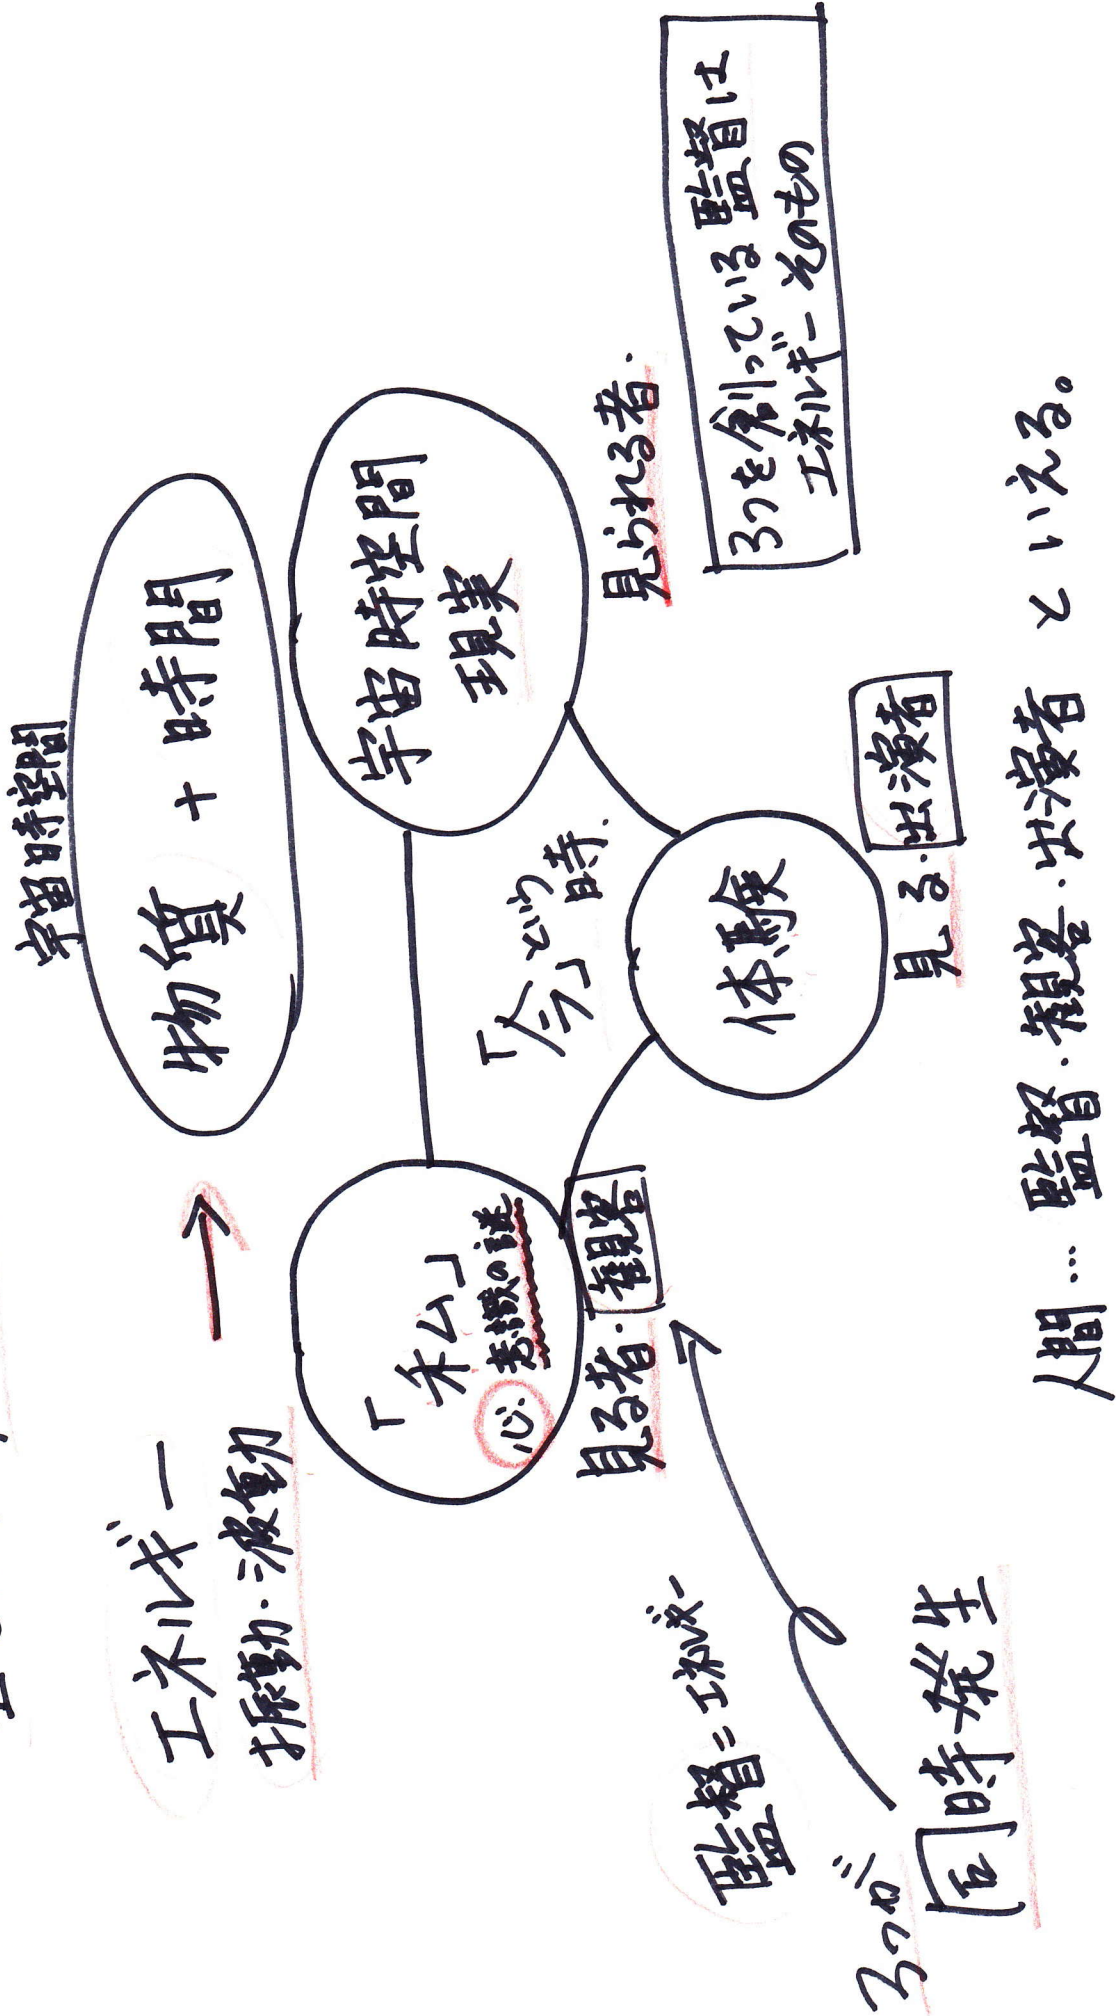 エネルギー
振動・波動
宇宙時空間
物質 + 時間
「私」
心 意識の謎
見る者・観客
宇宙時空間
現実
見られる者・
「今」という
時.
体験
見る・出演者
3つを創っている監督は
エネルギーそのもの
監督=エネルギー
3つが
同時発生
人間… 監督・観客・出演者 といえる。